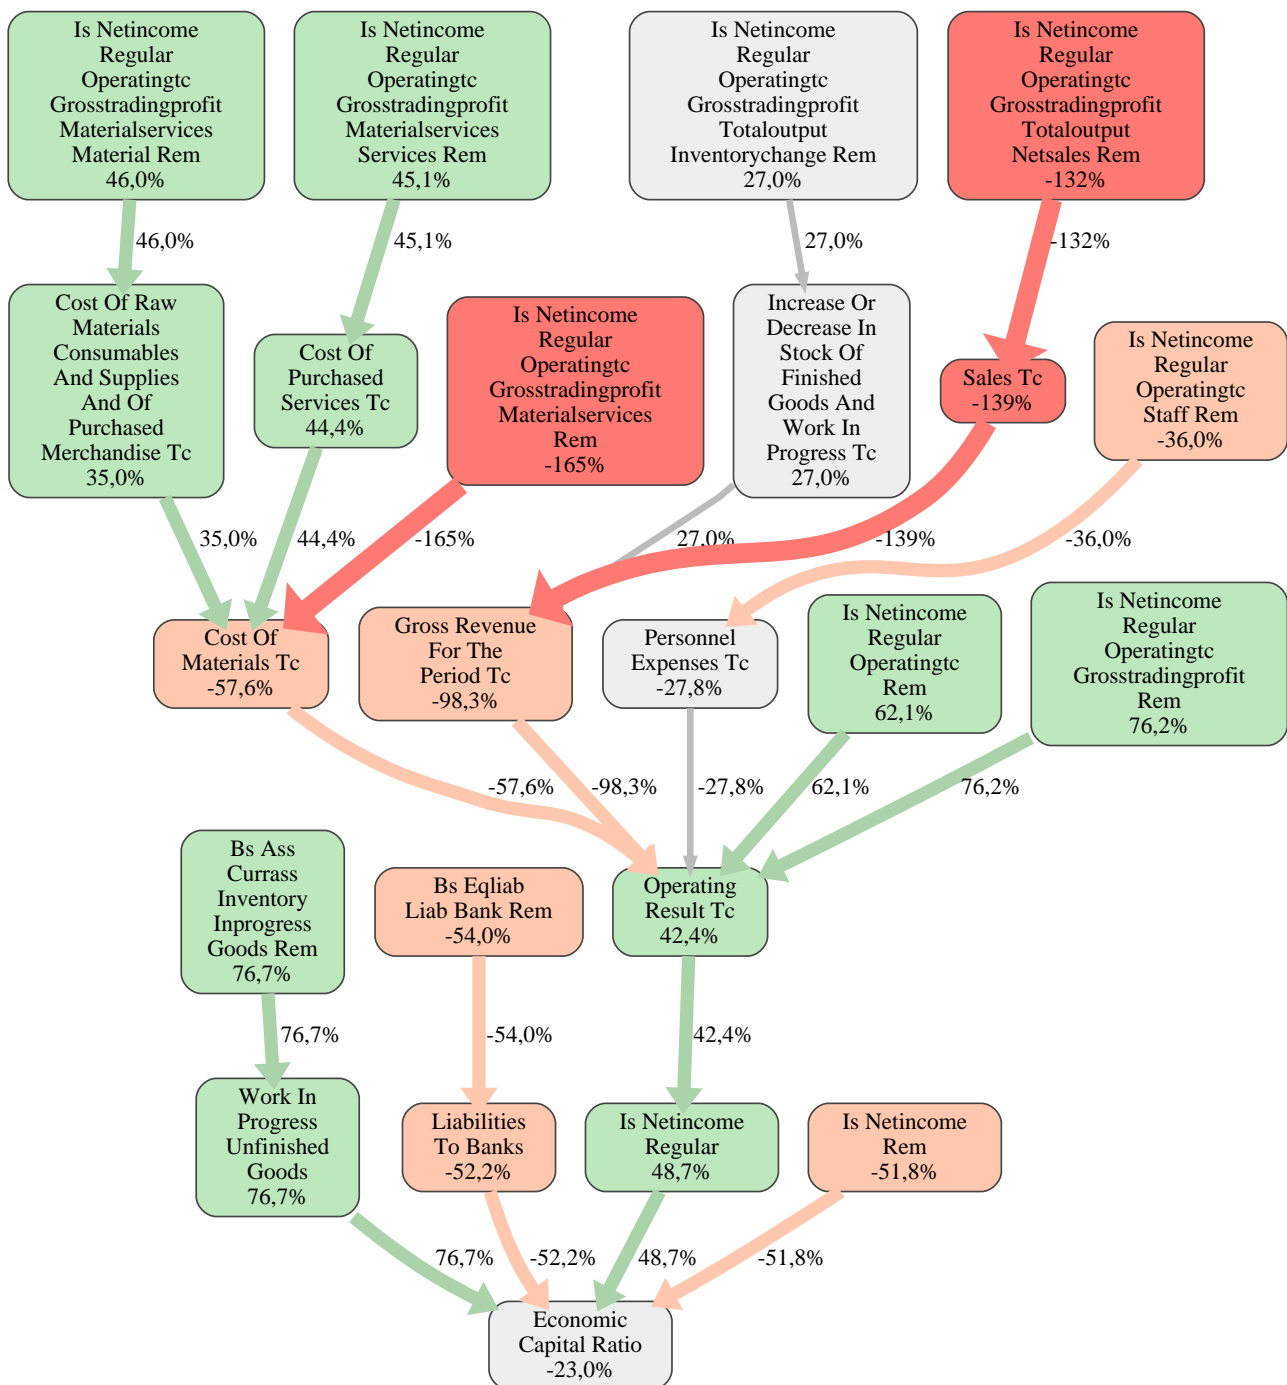 Is Netincome
Regular
Operatingtc
Grosstradingprofit
Materialservices
Material Rem
46,0%
Is Netincome
Regular
Operatingtc
Grosstradingprofit
Materialservices
Services Rem
45,1%
Is Netincome
Regular
Operatingtc
Grosstradingprofit
Totaloutput
Inventorychange Rem
27,0%
Is Netincome
Regular
Operatingtc
Grosstradingprofit
Totaloutput
Netsales Rem
-132%
46,0%
45,1%
27,0%
-132%
Cost Of Raw
Materials
Consumables
And Supplies
And Of
Purchased
Merchandise Tc
35,0%
Cost Of
Purchased
Services Tc
44,4%
Is Netincome
Regular
Operatingtc
Grosstradingprofit
Materialservices
Rem
-165%
Increase Or
Decrease In
Stock Of
Finished
Goods And
Work In
Progress Tc
27,0%
Sales Tc
-139%
Is Netincome
Regular
Operatingtc
Staff Rem
-36,0%
35,0%
44,4%
-165%
27,0%
-139%
-36,0%
Cost Of
Materials Tc
-57,6%
Gross Revenue
For The
Period Tc
-98,3%
Personnel
Expenses Tc
-27,8%
Is Netincome
Regular
Operatingtc
Rem
62,1%
Is Netincome
Regular
Operatingtc
Grosstradingprofit
Rem
76,2%
-57,6%
-98,3%
-27,8%
62,1%
76,2%
Bs Ass
Currass
Inventory
Inprogress
Goods Rem
76,7%
Bs Eqliab
Liab Bank Rem
-54,0%
Operating
Result Tc
42,4%
76,7%
-54,0%
42,4%
Work In
Progress
Unfinished
Goods
76,7%
Liabilities
To Banks
-52,2%
Is Netincome
Regular
48,7%
Is Netincome
Rem
-51,8%
76,7%
-52,2%
48,7%
-51,8%
Economic
Capital Ratio
-23,0%